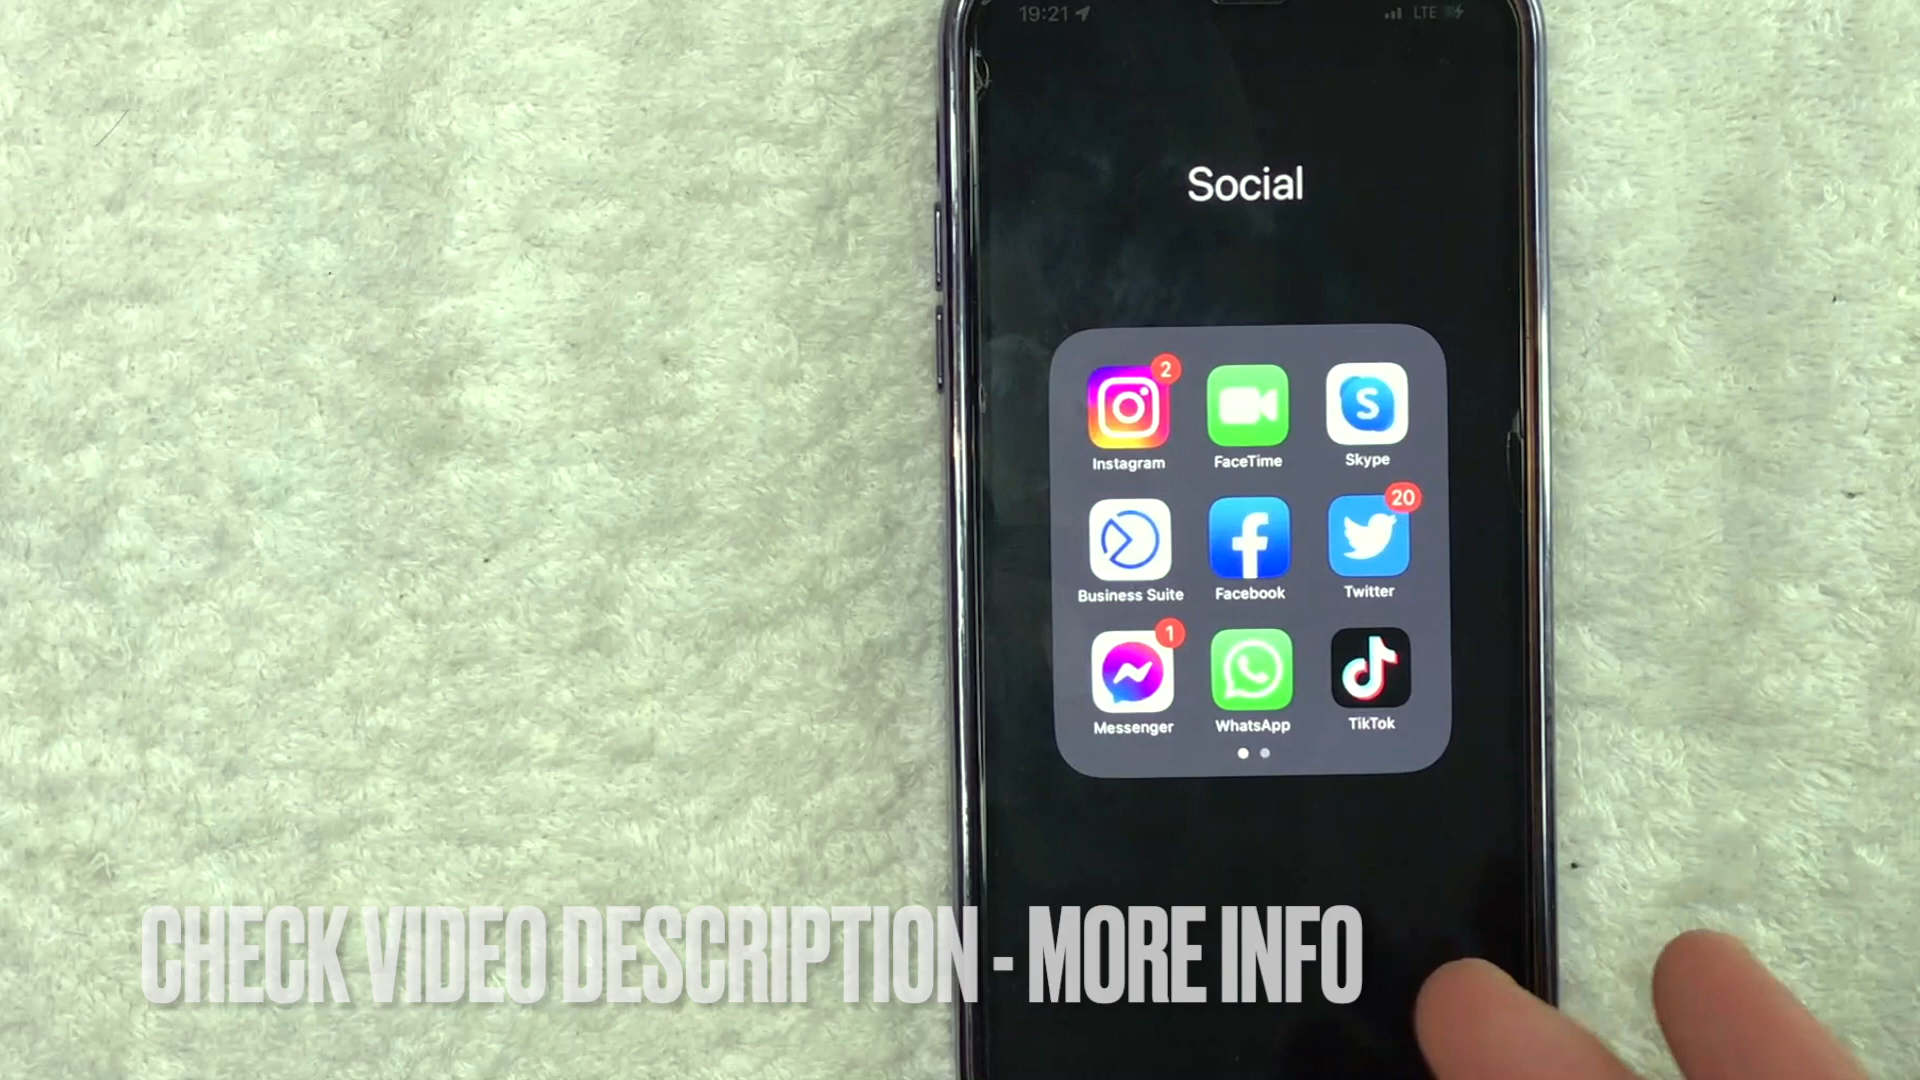 19:21
LTE
Social
2
Instagram
FaceTime
S
Skype
20
Business Suite
Facebook
Twitter
1
Messenger
WhatsApp
TikTok
CHECK VIDEO DESCRIPTION - MORE INFO